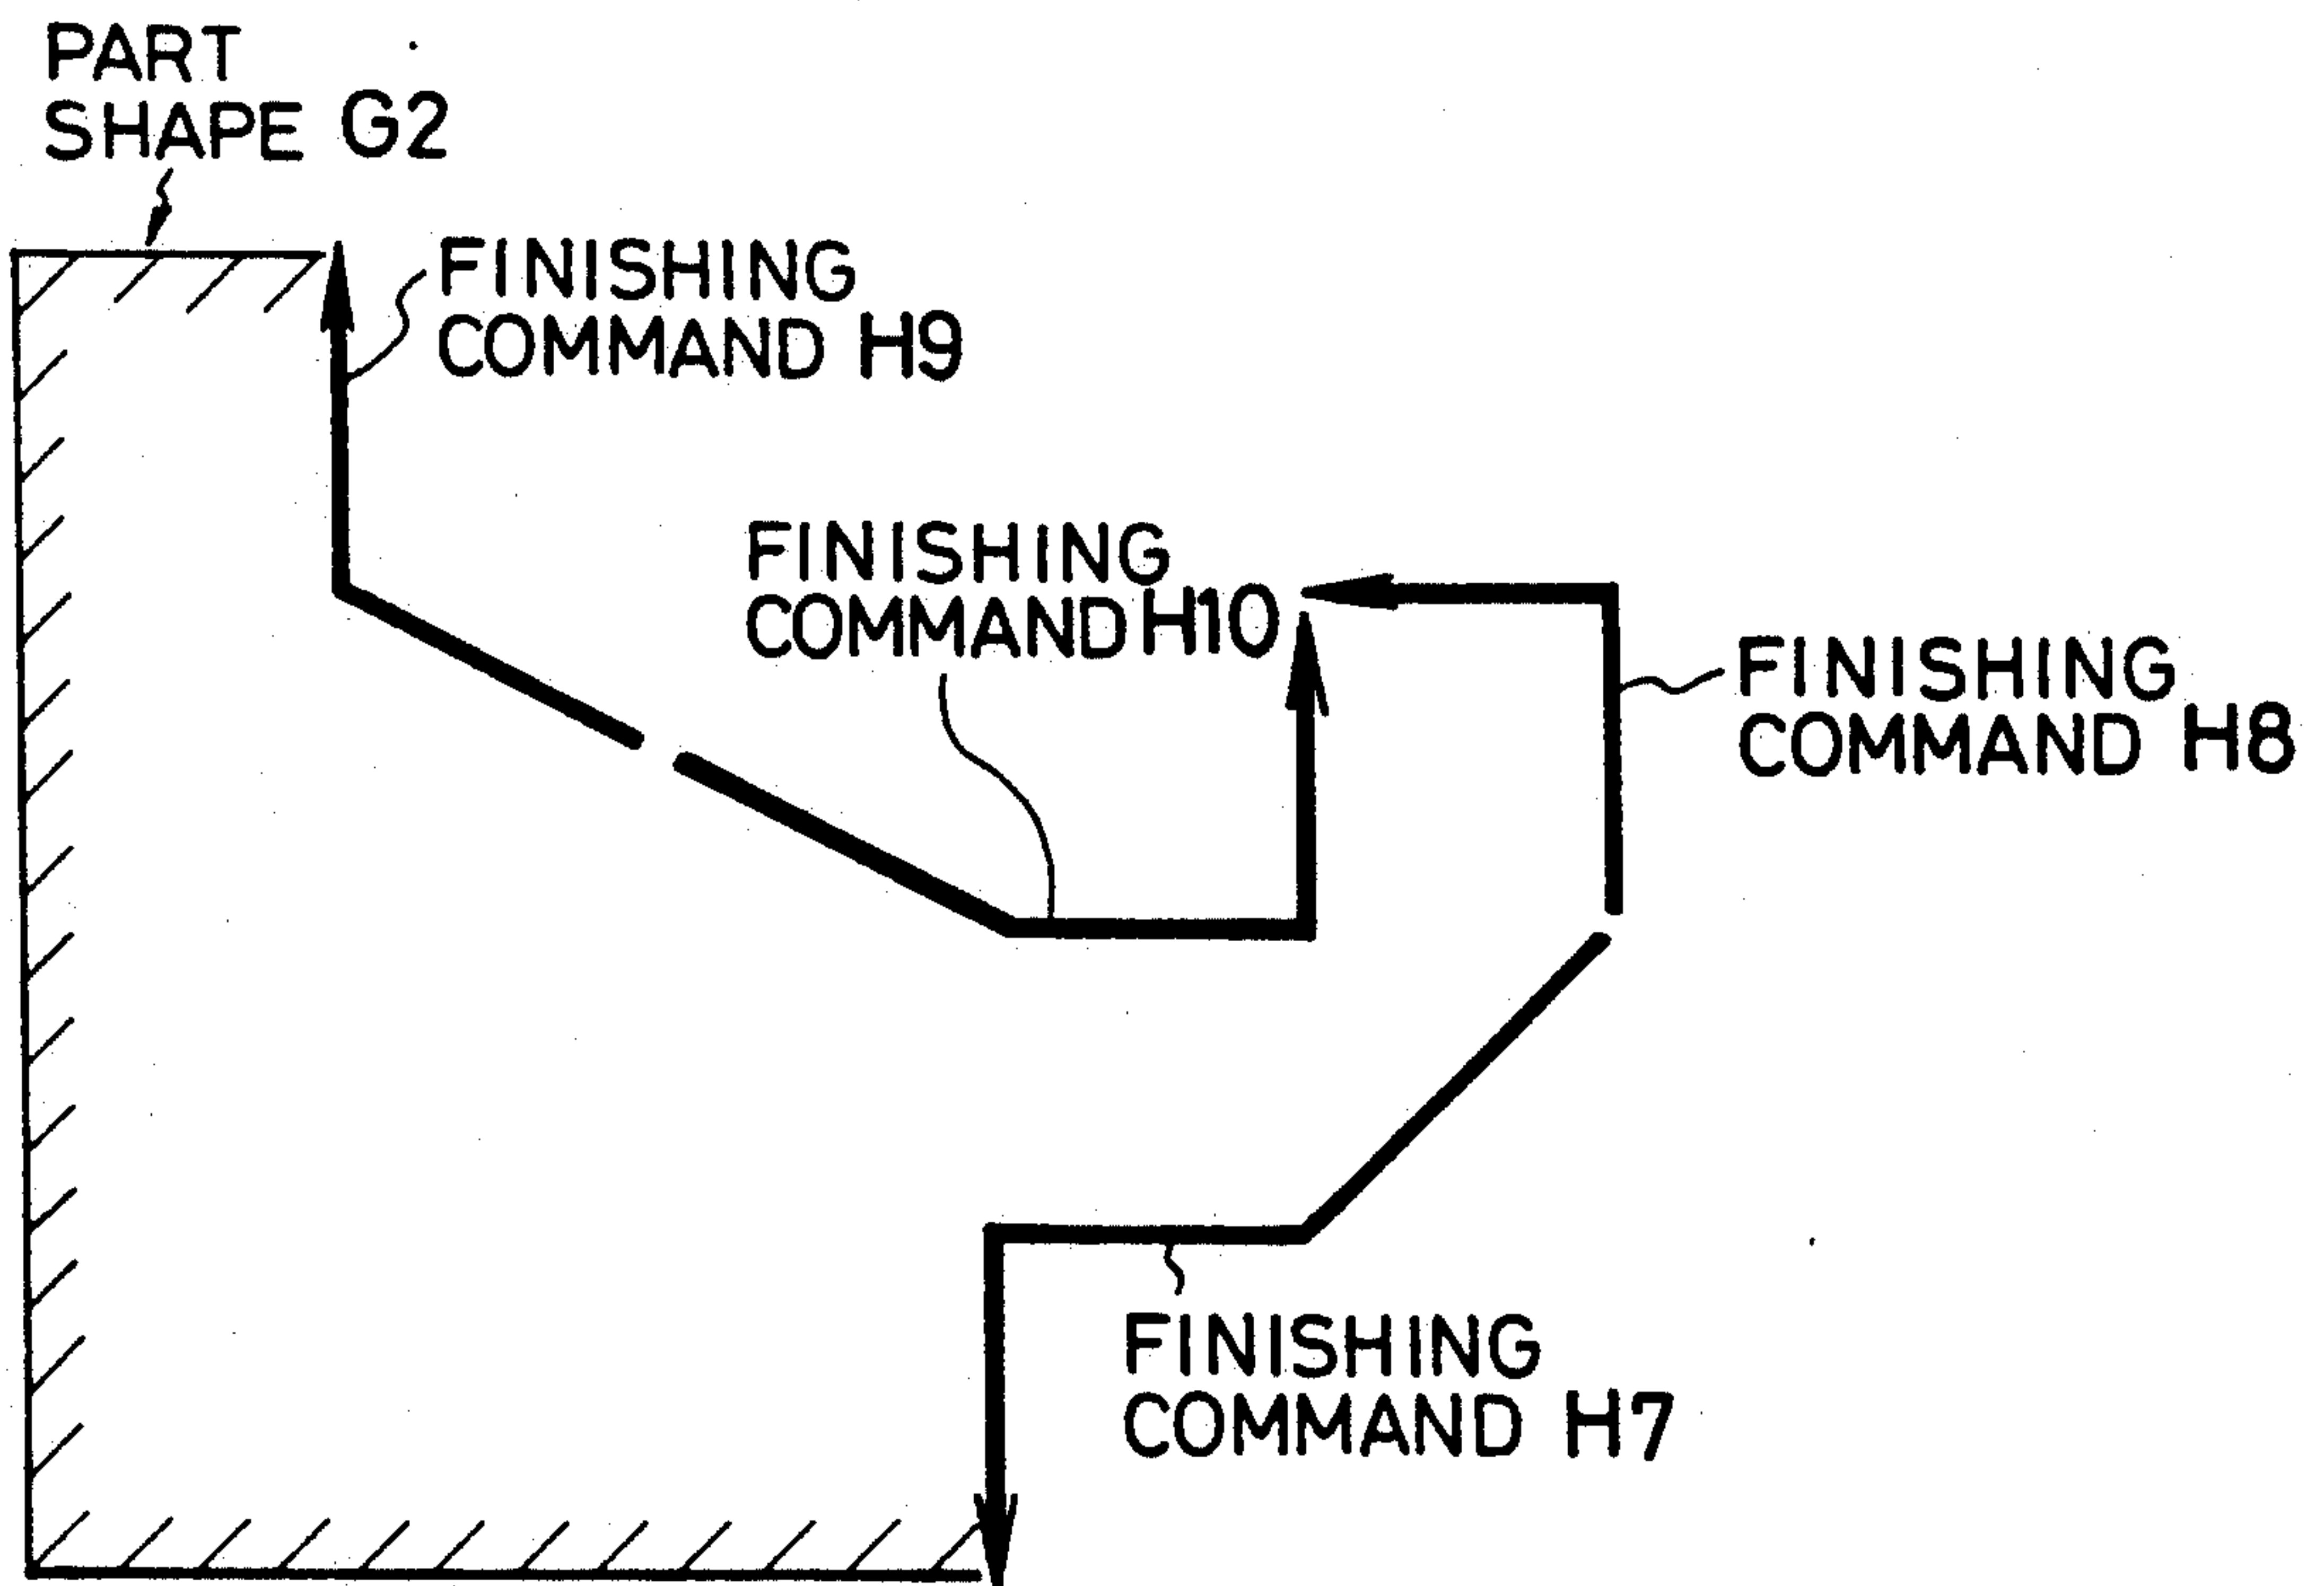 PART
SHAPE G2
FINISHING
COMMAND H9
FINISHING
COMMAND H10
FINISHING
COMMAND H8
FINISHING
COMMAND H7